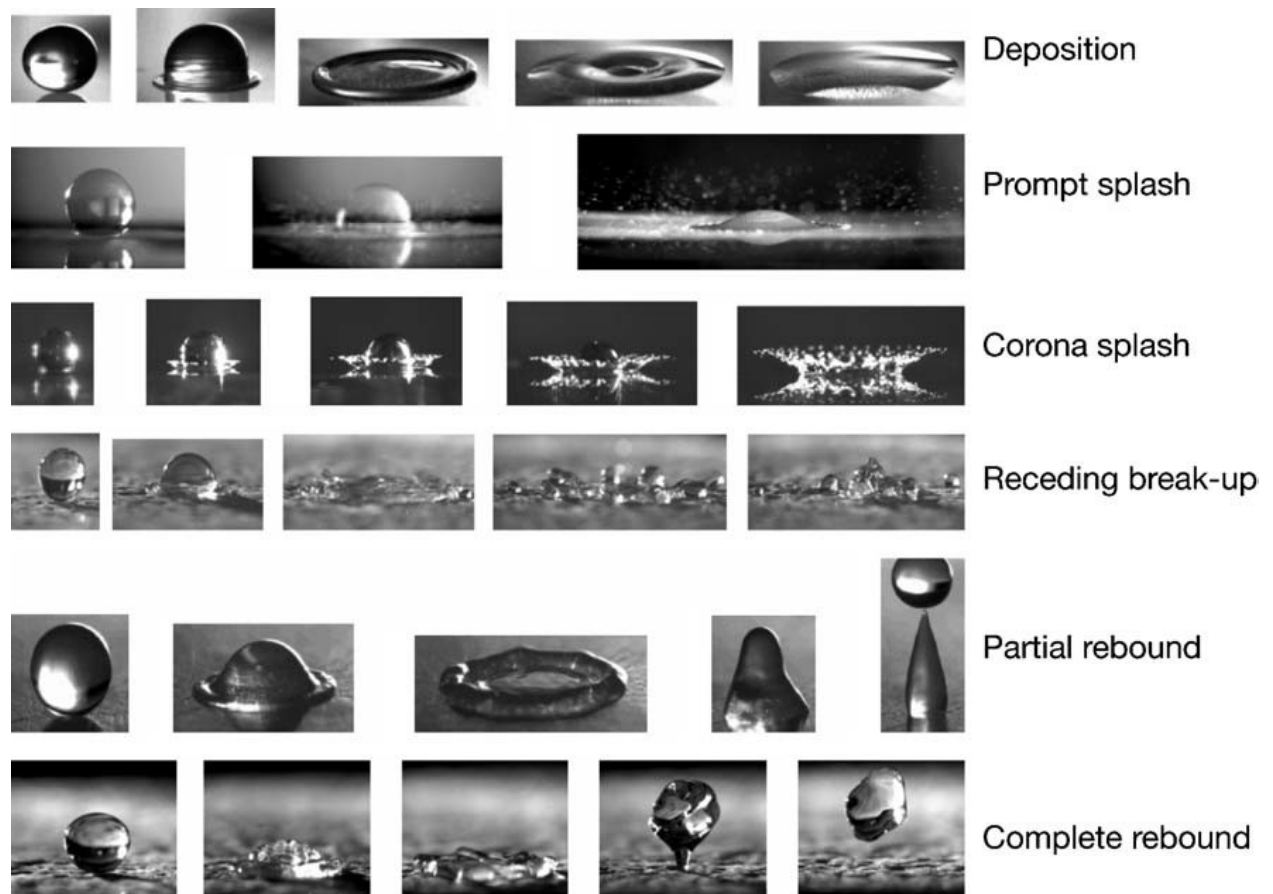 Deposition
Prompt splash
Corona splash
Receding break-up
Partial rebound
Complete rebound